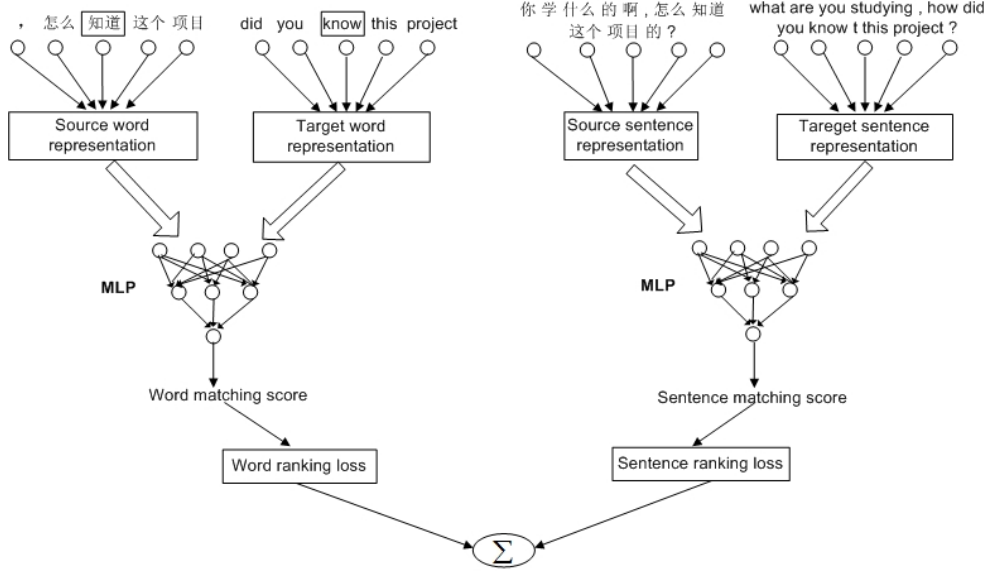 ， 怎么 知道 这个 项目
did you know this project
你 学 什么 的 啊 , 怎么 知道
这个 项目 的 ?
what are you studying , how did
you know t this project ?
Source word
representation
Target word
representation
Source sentence
representation
Tareget sentence
representation
MLP
MLP
Word matching score
Sentence matching score
Word ranking loss
Sentence ranking loss
∑